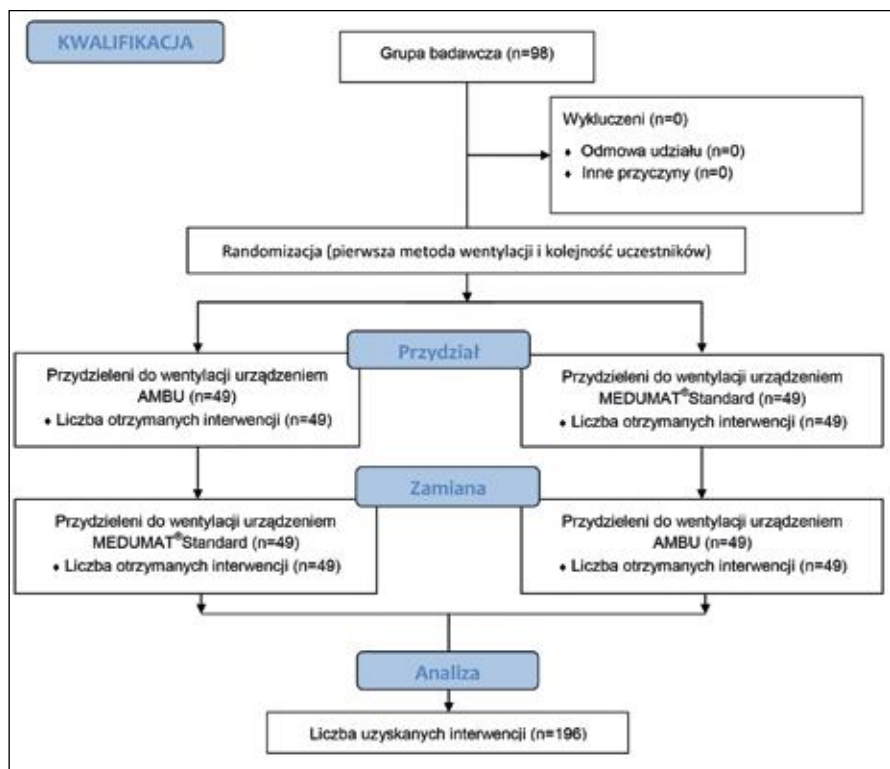 KWALIFIKACJA
Grupa badawcza (n=98)
Wykluczeni (n=0)
♦ Odmowa udziału (n=0)
♦ Inne przyczyny (n=0)
Randomizacja (pierwsza metoda wentylacji i kolejność uczestników)
Przydział
Przydzieleni do wentylacji urządzeniem
AMBU (n=49)
♦ Liczba otrzymanych interwencji (n=49)
Przydzieleni do wentylacji urządzeniem
MEDUMAT®Standard (n=49)
♦ Liczba otrzymanych interwencji (n=49)
Zamiana
Przydzieleni do wentylacji urządzeniem
MEDUMAT®Standard (n=49)
♦ Liczba otrzymanych interwencji (n=49)
Przydzieleni do wentylacji urządzeniem
AMBU (n=49)
♦ Liczba otrzymanych interwencji (n=49)
Analiza
Liczba uzyskanych interwencji (n=196)